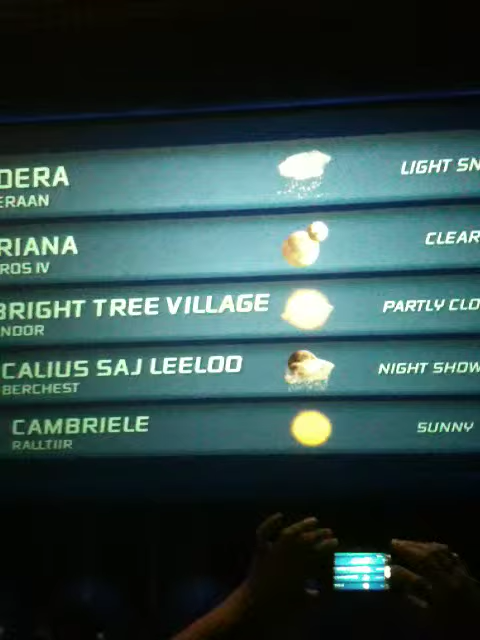 DERA
ERAAN
LIGHT SN
RIANA
ROS IV
CLEAR
BRIGHT TREE VILLAGE
NDOR
PARTLY CLO
CALIUS SAJ LEELOO
BERCHEST
NIGHT SHOW
CAMBRIELE
RALLTIIR
SUNNY